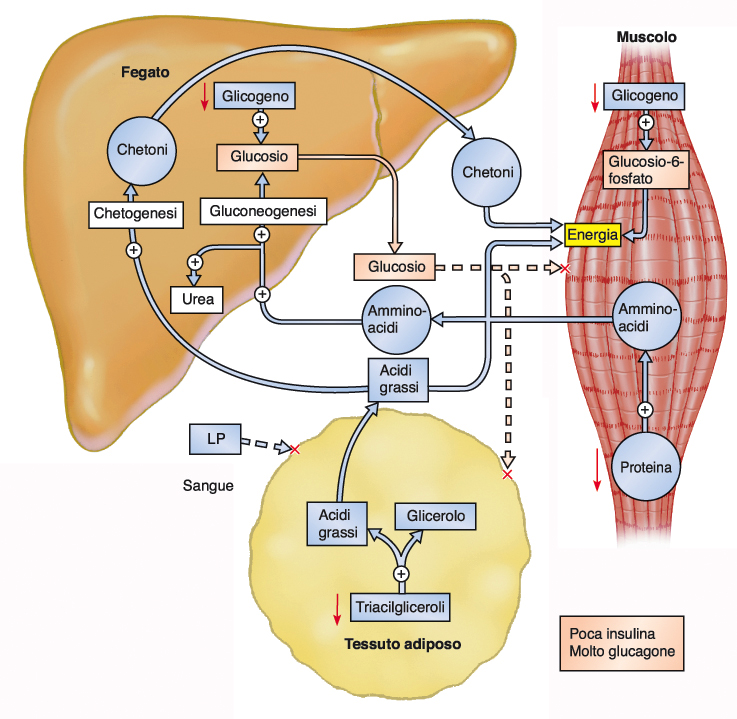 Muscolo
Fegato
Glicogeno
Glicogeno
Chetoni
Glucosio
Chetoni
Glucosio-6-
fosfato
Chetogenesi
Gluconeogenesi
Energia
Glucosio
Urea
Ammino-
acidi
Ammino-
acidi
Acidi
grassi
LP
Proteina
Sangue
Acidi
grassi
Glicerolo
Triacilgliceroli
Tessuto adiposo
Poca insulina
Molto glucagone